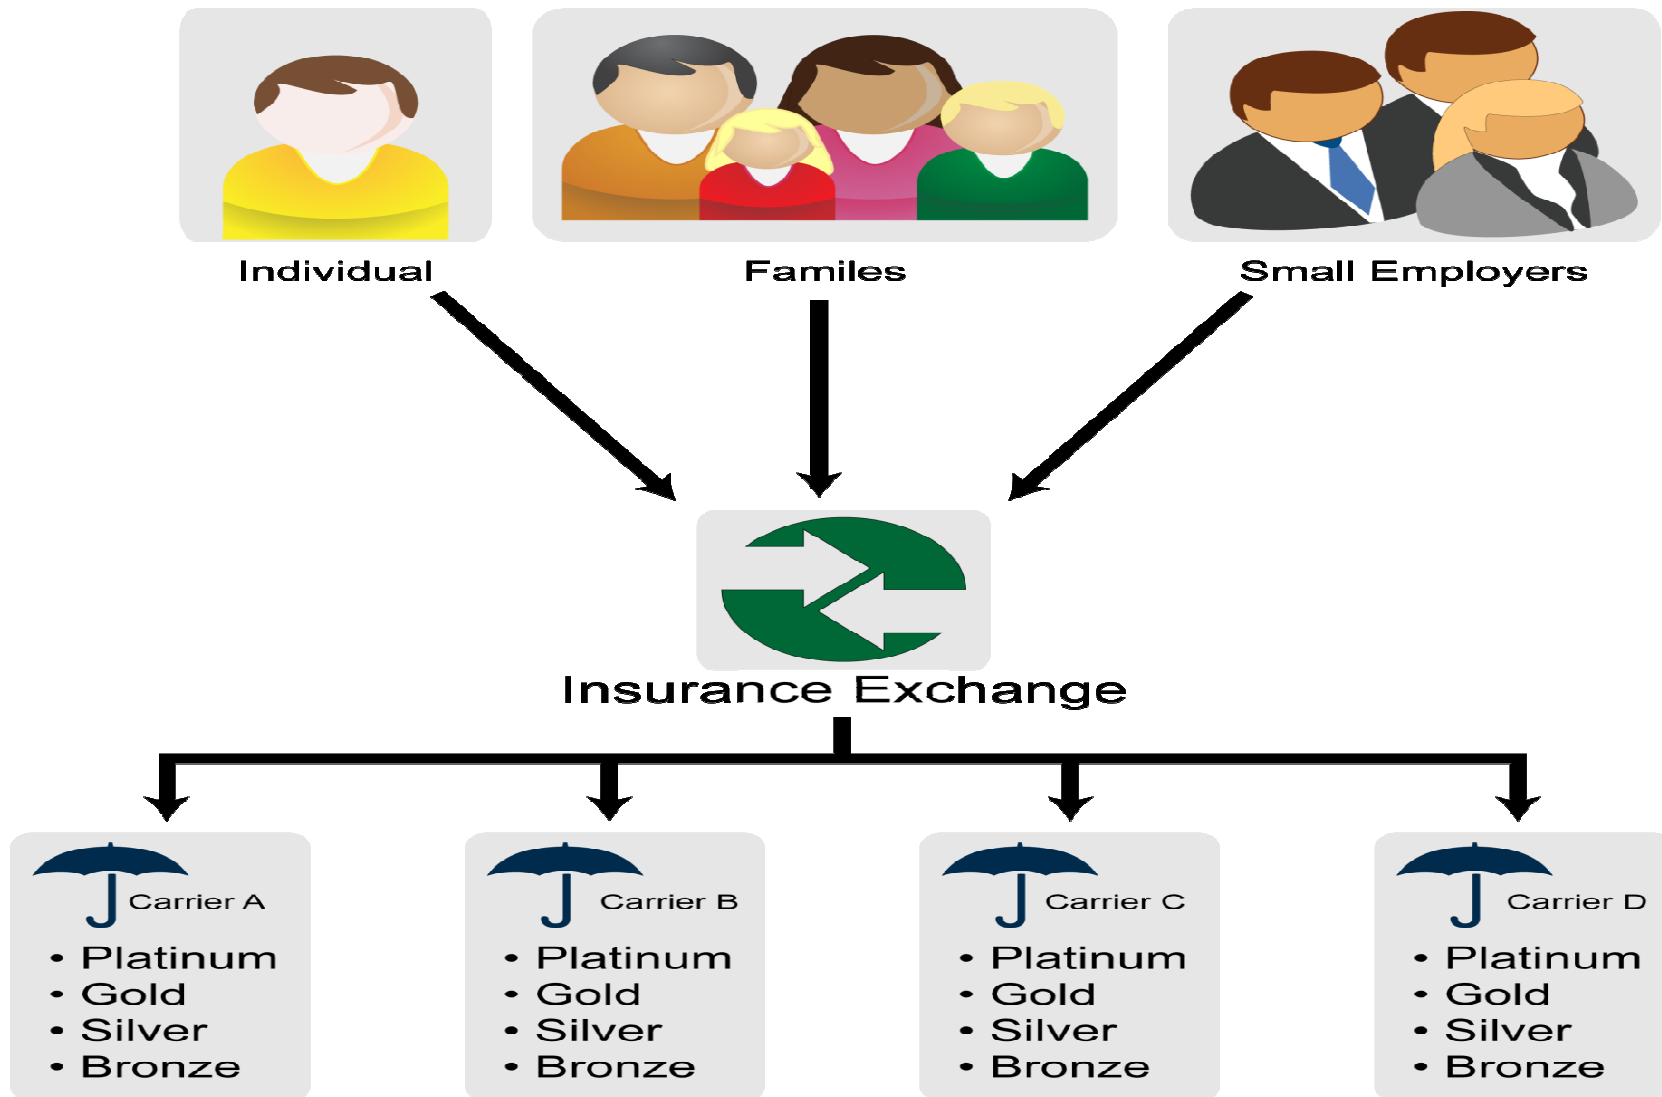 Individual
Familes
Small Employers
Insurance Exchange
Carrier A
• Platinum
• Gold
• Silver
• Bronze
Carrier B
• Platinum
• Gold
• Silver
• Bronze
Carrier C
• Platinum
• Gold
• Silver
• Bronze
Carrier D
• Platinum
• Gold
• Silver
• Bronze